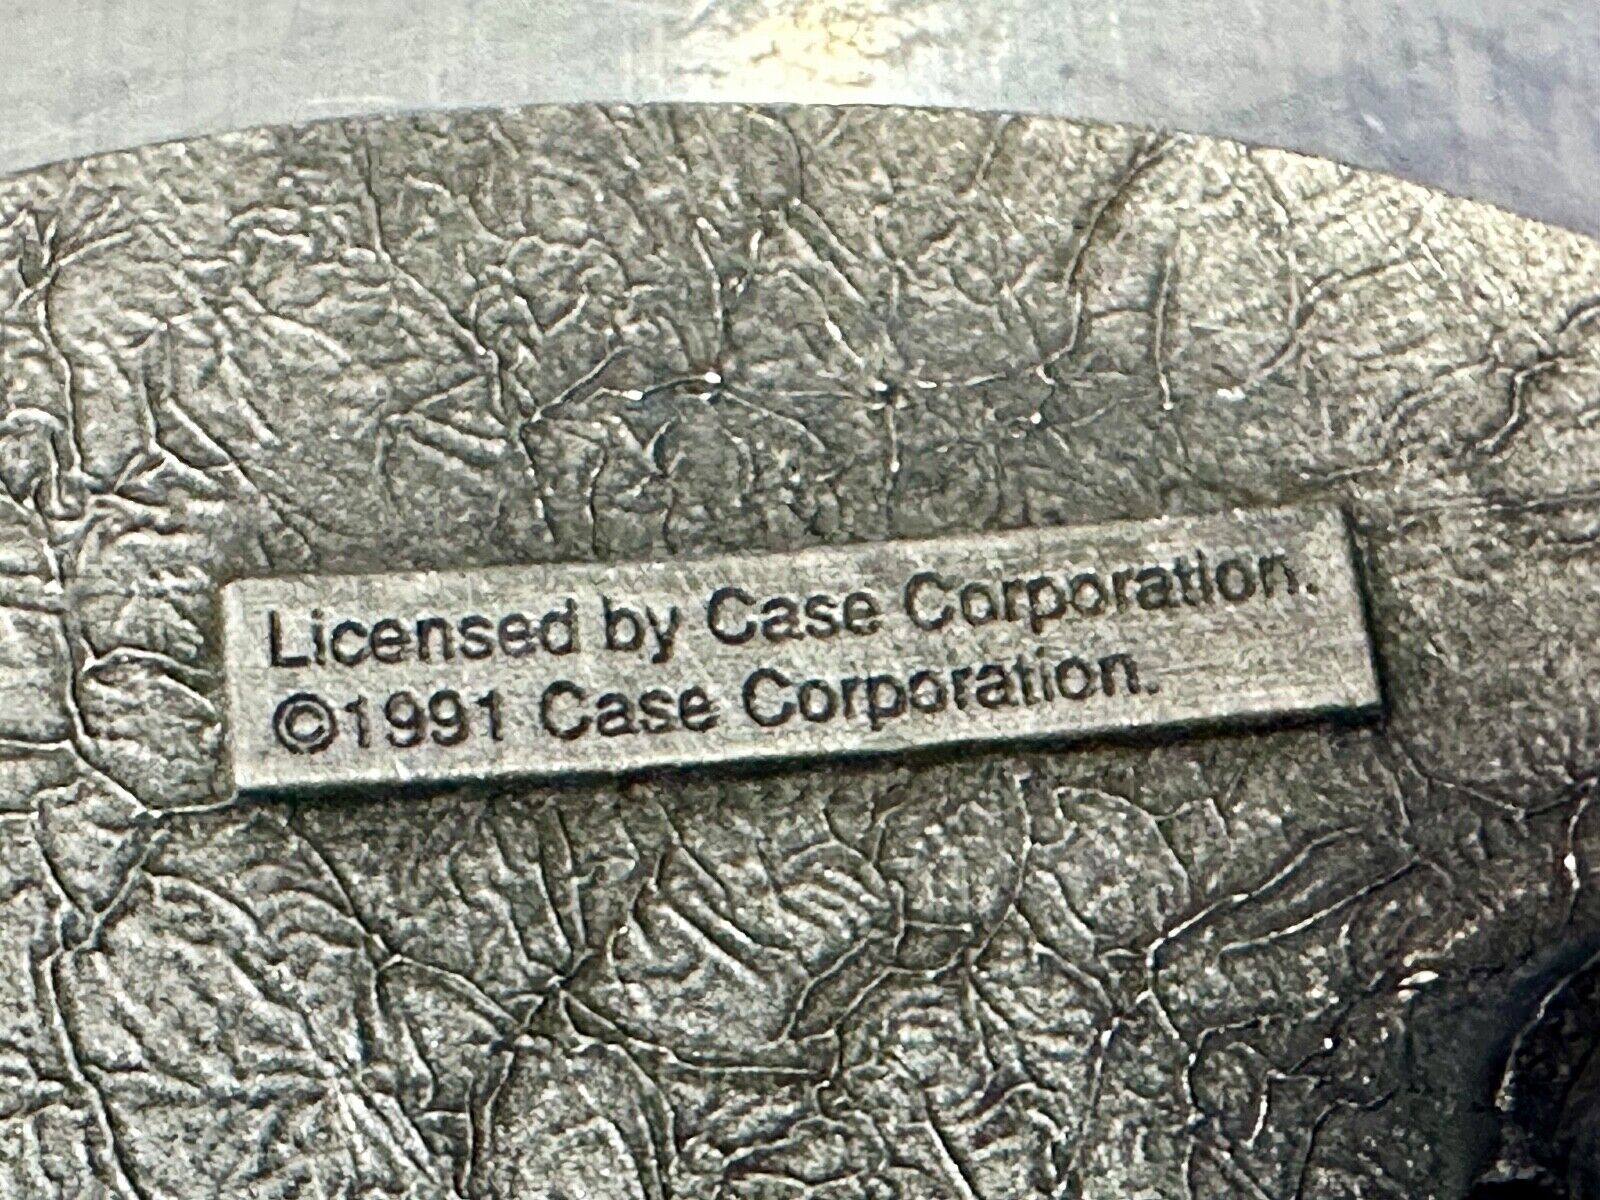 Licensed by Case Corporation.
©1991 Case Corporation.